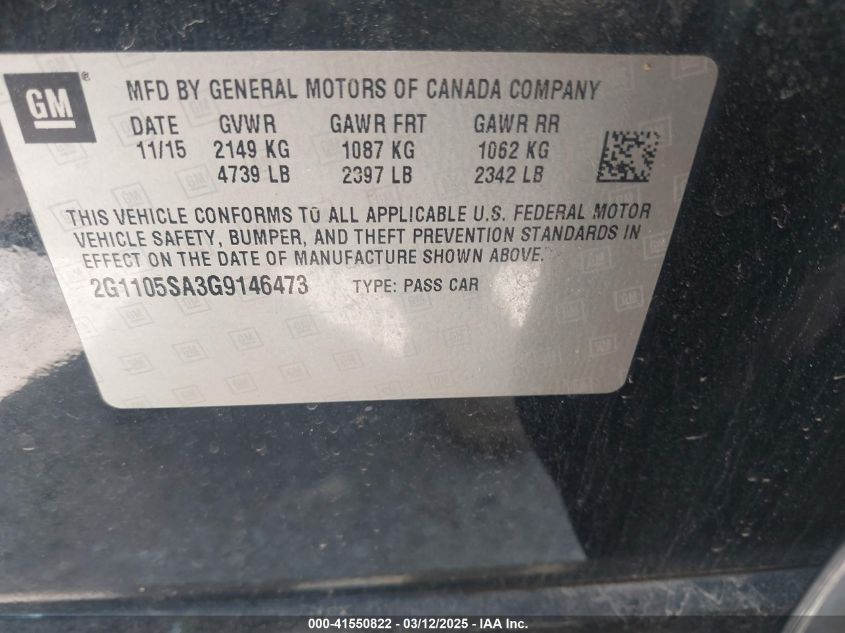 GM ®
MFD BY GENERAL MOTORS OF CANADA COMPANY
DATE GVWR GAWR FRT GAWR RR
11/15 2149 KG 1087 KG 1062 KG
4739 LB 2397 LB 2342 LB
THIS VEHICLE CONFORMS TO ALL APPLICABLE U.S. FEDERAL MOTOR
VEHICLE SAFETY, BUMPER, AND THEFT PREVENTION STANDARDS IN
EFFECT ON THE DATE OF MANUFACTURE SHOWN ABOVE.
2G1105SA3G9146473 TYPE: PASS CAR
000-41550822 - 03/12/2025 - IAA Inc.